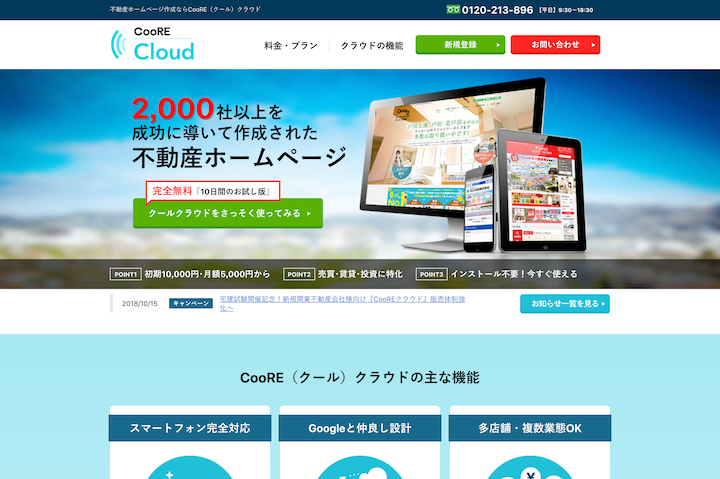 不動産ホームページ作成ならCooRE（クール）クラウド
0120-213-896 【平日】9:30〜18:30
CooRE
Cloud
料金・プラン
クラウドの機能
新規登録
お問い合わせ
2,000社以上を
成功に導いて作成された
不動産ホームページ
完全無料「10日間のお試し版」
クールクラウドをさっそく使ってみる
POINT1 初期10,000円･月額5,000円から
POINT2 売買･賃貸･投資に特化
POINT3 インストール不要！今すぐ使える
2018/10/15
キャンペーン
宅建試験開催記念！新規開業不動産会社様向け『CooREクラウド』販売体制強
化へ
お知らせ一覧を見る
CooRE（クール）クラウドの主な機能
スマートフォン完全対応
Googleと仲良し設計
多店舗・複数業態OK
¥